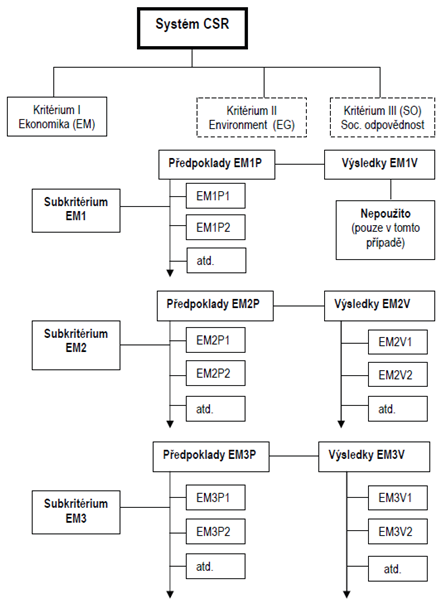 Systém CSR
Kritérium I
Ekonomika (EM)
Kritérium II
Environment (EG)
Kritérium III (SO)
Soc. odpovědnost
Předpoklady EM1P
Výsledky EM1V
Subkritérium
EM1
EM1P1
EM1P2
atd.
Nepoužito
(pouze v tomto
případě)
Předpoklady EM2P
Výsledky EM2V
Subkritérium
EM2
EM2P1
EM2P2
atd.
EM2V1
EM2V2
atd.
Předpoklady EM3P
Výsledky EM3V
Subkritérium
EM3
EM3P1
EM3P2
atd.
EM3V1
EM3V2
atd.